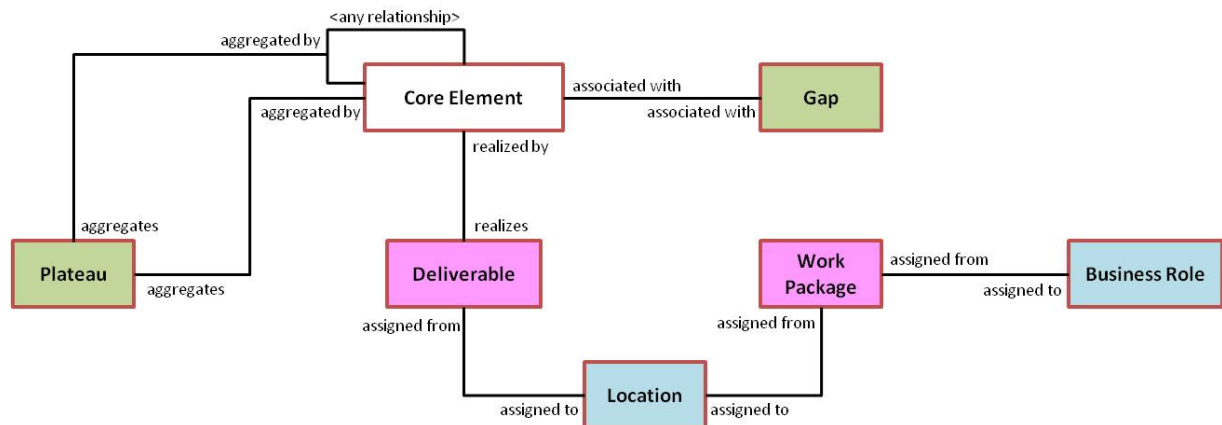 <any relationship>
aggregated by
Core Element
associated with
Gap
aggregated by
associated with
realized by
aggregates
realizes
Plateau
aggregates
Deliverable
Work
Package
assigned from
assigned to
Business Role
assigned from
assigned from
Location
assigned to
assigned to